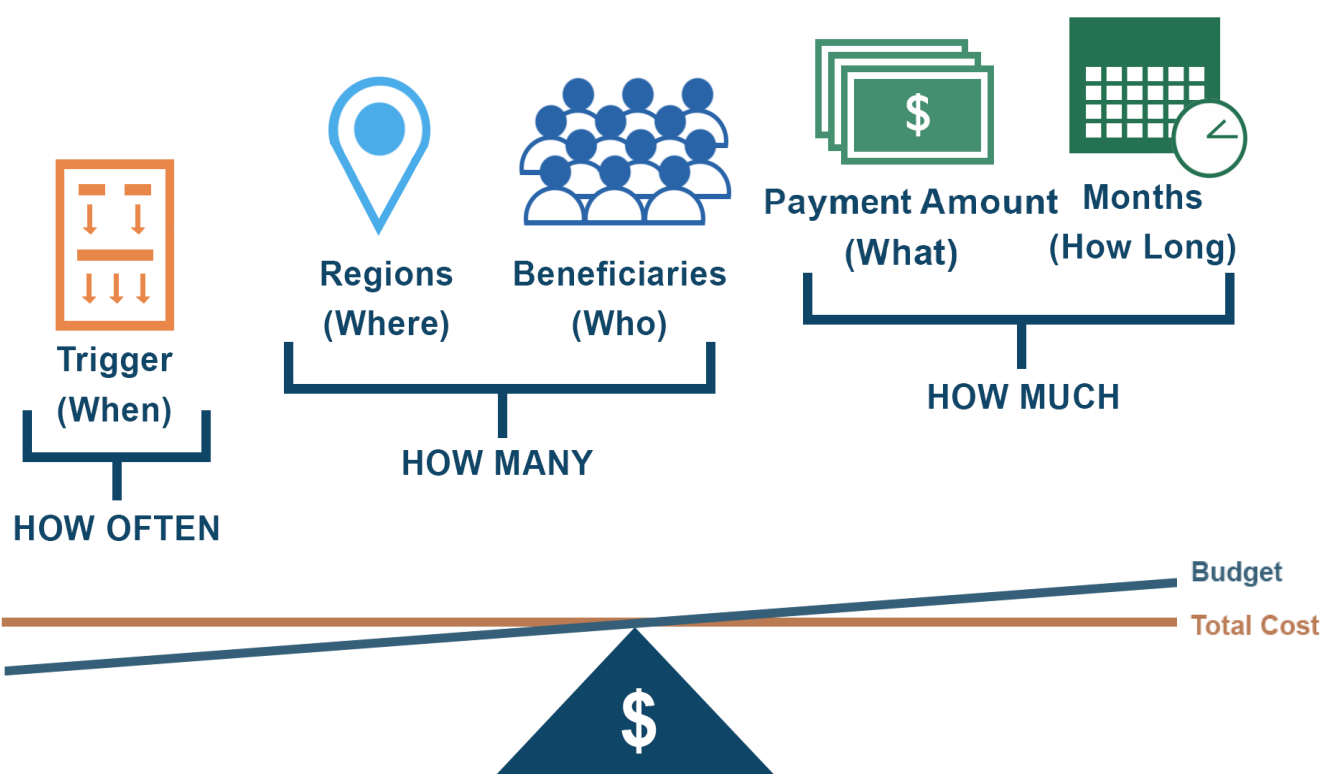 Trigger
(When)
HOW OFTEN
Regions
(Where)
Beneficiaries
(Who)
HOW MANY
$
Payment Amount
(What)
Months
(How Long)
HOW MUCH
Budget
Total Cost
$